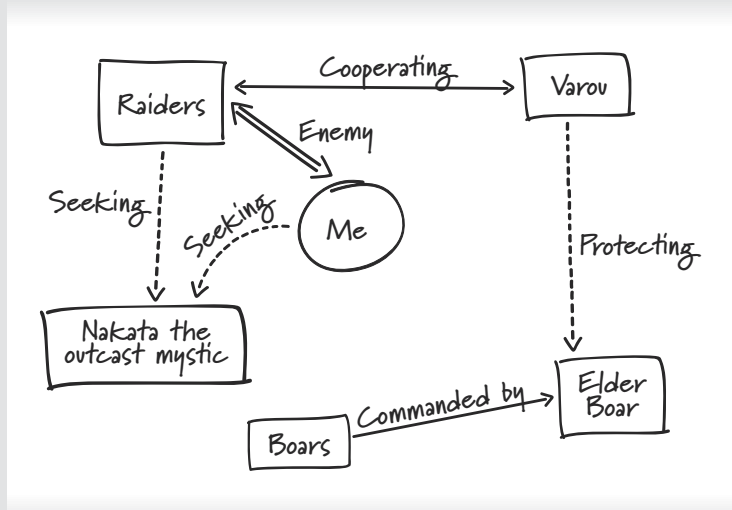 Cooperating
Raiders
Varou
Enemy
Seeking
Seeking
Me
Protecting
Nakata the
outcast mystic
Elder
Boar
Commanded by
Boars